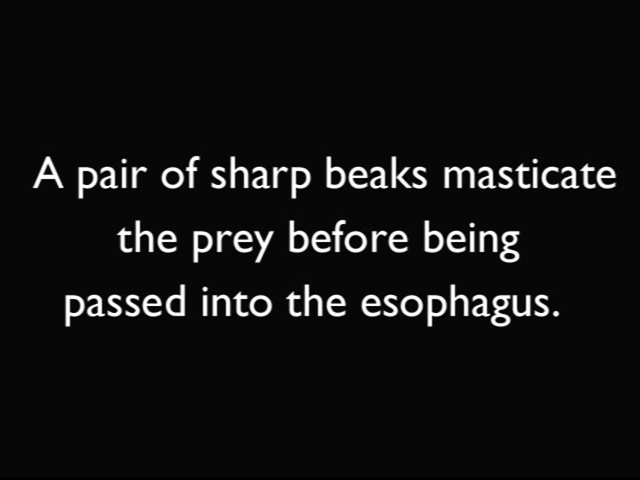 A pair of sharp beaks masticate
the prey before being
passed into the esophagus.